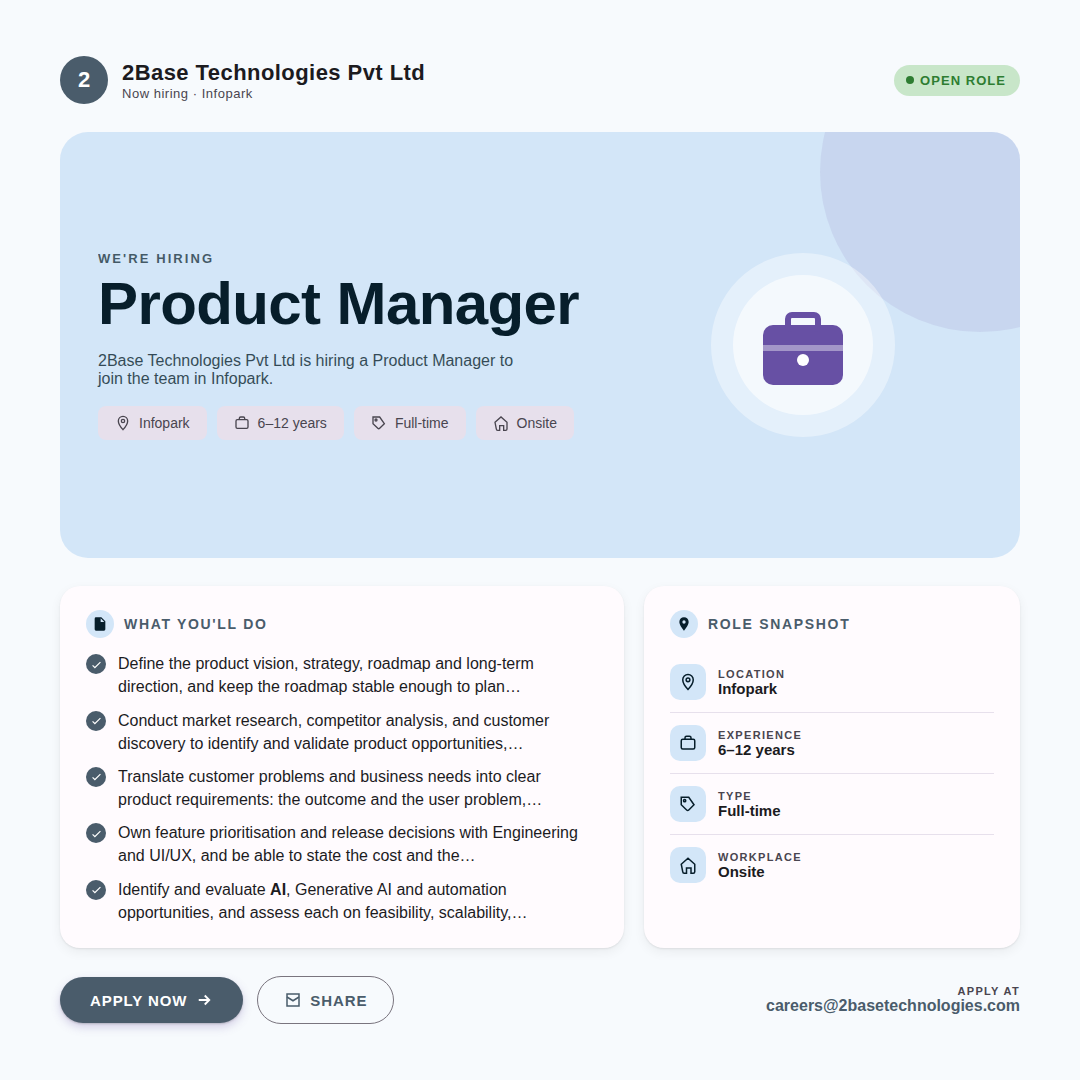 2
2Base Technologies Pvt Ltd
Now hiring · Infopark
OPEN ROLE
WE'RE HIRING
Product Manager
2Base Technologies Pvt Ltd is hiring a Product Manager to
join the team in Infopark.
Infopark
6–12 years
Full-time
Onsite
WHAT YOU'LL DO
Define the product vision, strategy, roadmap and long-term
direction, and keep the roadmap stable enough to plan…
Conduct market research, competitor analysis, and customer
discovery to identify and validate product opportunities,…
Translate customer problems and business needs into clear
product requirements: the outcome and the user problem,…
Own feature prioritisation and release decisions with Engineering
and UI/UX, and be able to state the cost and the…
Identify and evaluate AI, Generative AI and automation
opportunities, and assess each on feasibility, scalability,…
ROLE SNAPSHOT
LOCATION
Infopark
EXPERIENCE
6–12 years
TYPE
Full-time
WORKPLACE
Onsite
APPLY NOW
SHARE
APPLY AT
careers@2basetechnologies.com